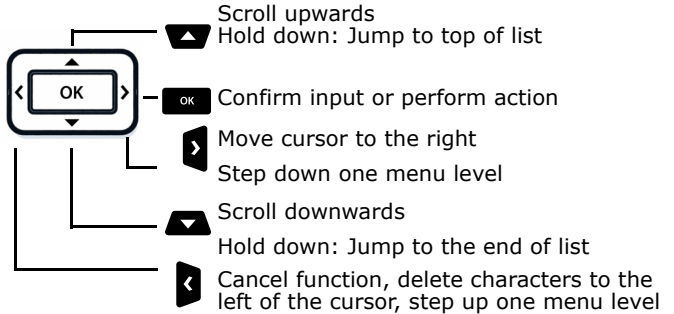 Scroll upwards
Hold down: Jump to top of list
OK
OK
Confirm input or perform action
Move cursor to the right
Step down one menu level
Scroll downwards
Hold down: Jump to the end of list
Cancel function, delete characters to the
left of the cursor, step up one menu level